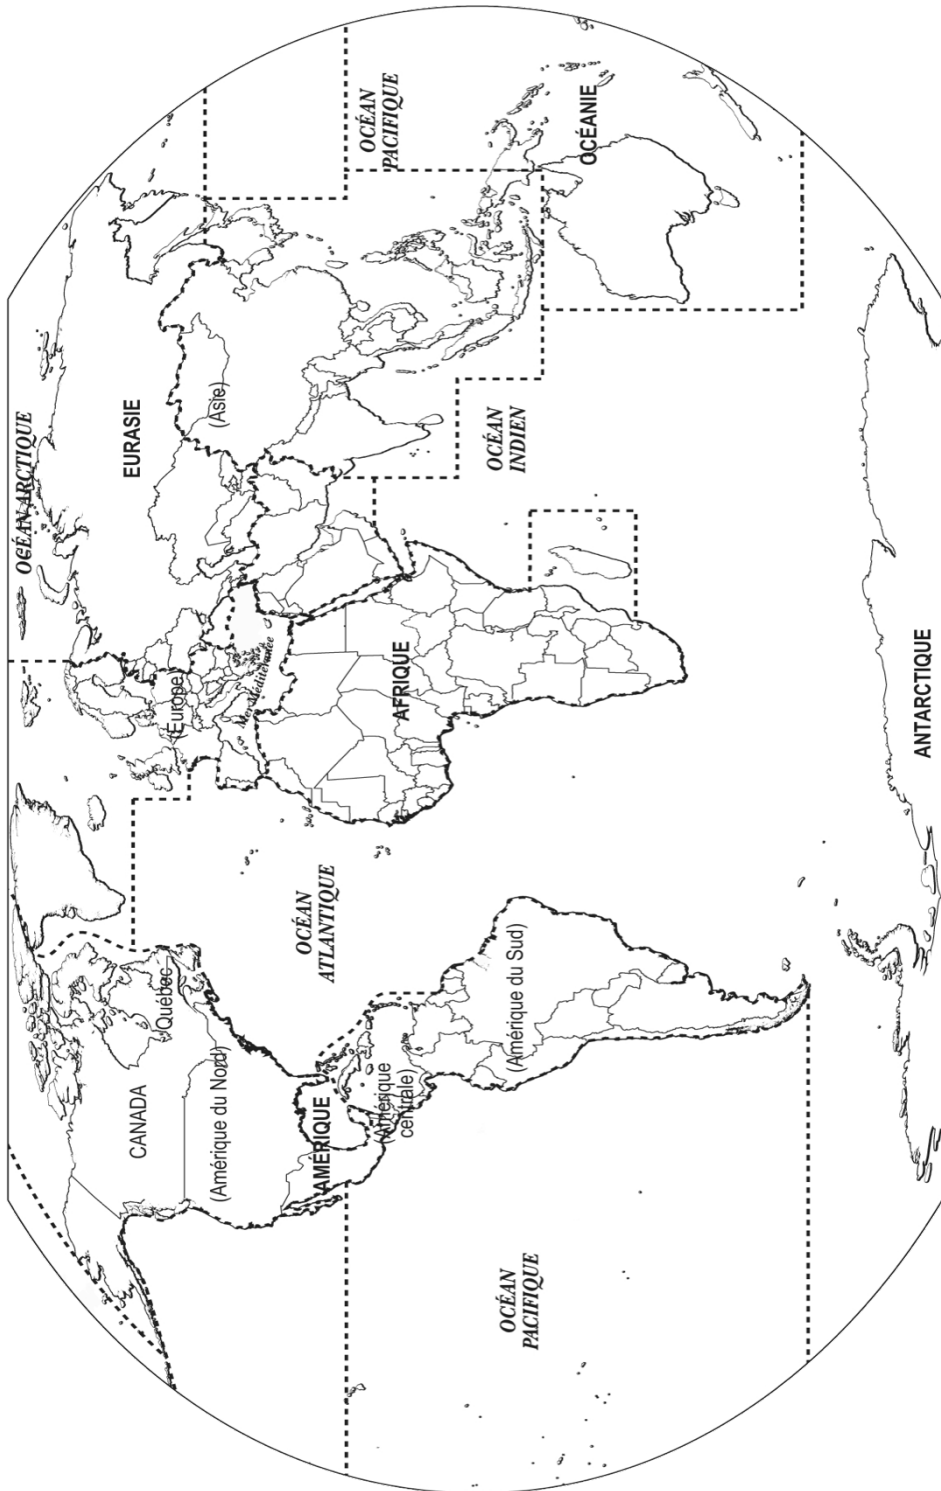 OCÉAN ARCTIQUE
EURASIE
(Asie)
(Europe)
CANADA
Québec
(Amérique du Nord)
AMÉRIQUE
(Amérique
centrale)
(Amérique du Sud)
OCÉAN
ATLANTIQUE
Mer Méditerranée
AFRIQUE
OCÉAN
INDIEN
OCÉAN
PACIFIQUE
OCÉANIE
OCÉAN
PACIFIQUE
ANTARCTIQUE